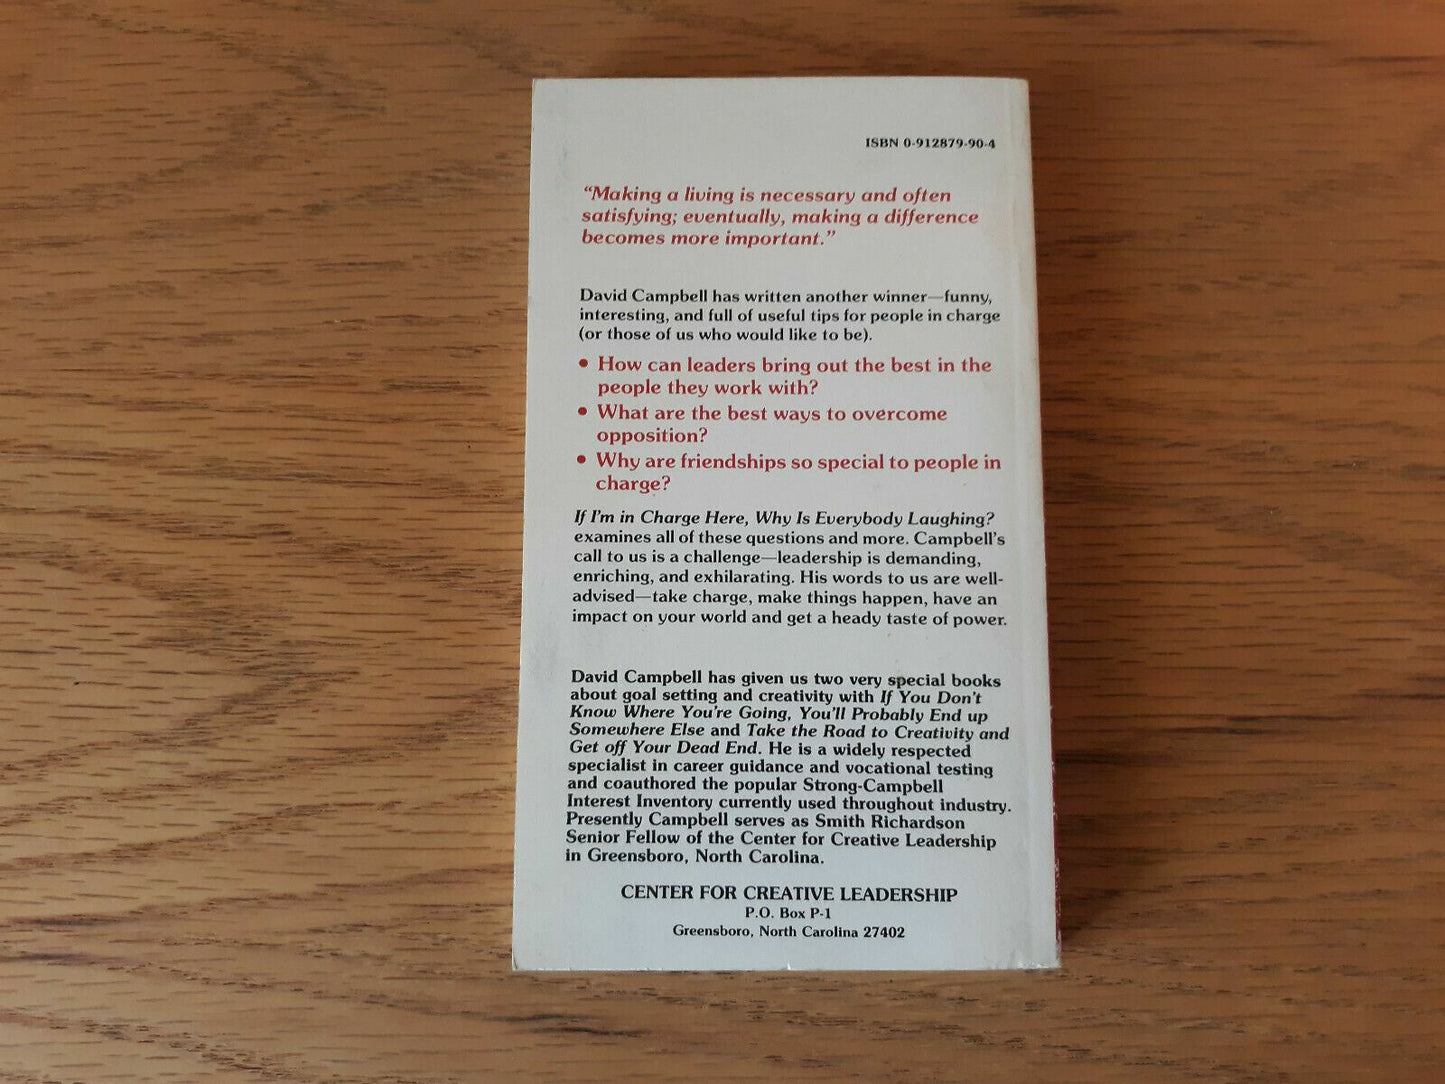 ISBN 0-912879-90-4
“Making a living is necessary and often
satisfying; eventually, making a difference
becomes more important.”
David Campbell has written another winner—funny,
interesting, and full of useful tips for people in charge
(or those of us who would like to be).
• How can leaders bring out the best in the
people they work with?
• What are the best ways to overcome
opposition?
• Why are friendships so special to people in
charge?
If I'm in Charge Here, Why Is Everybody Laughing?
examines all of these questions and more. Campbell's
call to us is a challenge—leadership is demanding,
enriching, and exhilarating. His words to us are well-
advised—take charge, make things happen, have an
impact on your world and get a heady taste of power.
David Campbell has given us two very special books
about goal setting and creativity with If You Don't
Know Where You're Going, You'll Probably End up
Somewhere Else and Take the Road to Creativity and
Get off Your Dead End. He is a widely respected
specialist in career guidance and vocational testing
and coauthored the popular Strong-Campbell
Interest Inventory currently used throughout industry.
Presently Campbell serves as Smith Richardson
Senior Fellow of the Center for Creative Leadership
in Greensboro, North Carolina.
CENTER FOR CREATIVE LEADERSHIP
P.O. Box P-1
Greensboro, North Carolina 27402